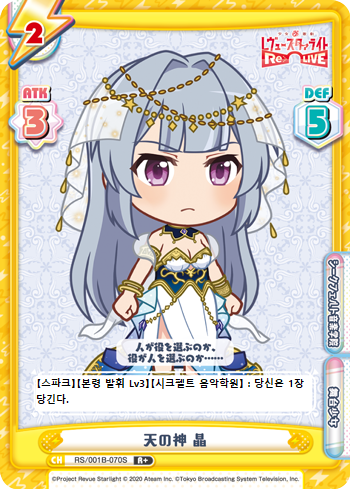 2
少女☆歌劇
レヴュースタァライト
Re LIVE
ATK
3
DEF
5
シークフェルト音楽学院
舞台少女
人が役を選ぶのか、
役が人を選ぶのか……
【스파크】【본령 발휘 Lv3】【시크펠트 음악학원】 : 당신은 1장
당긴다.
天の神 晶
CH RS/001B-070S R+
©Project Revue Starlight © 2020 Ateam Inc. ©Tokyo Broadcasting System Television, Inc.